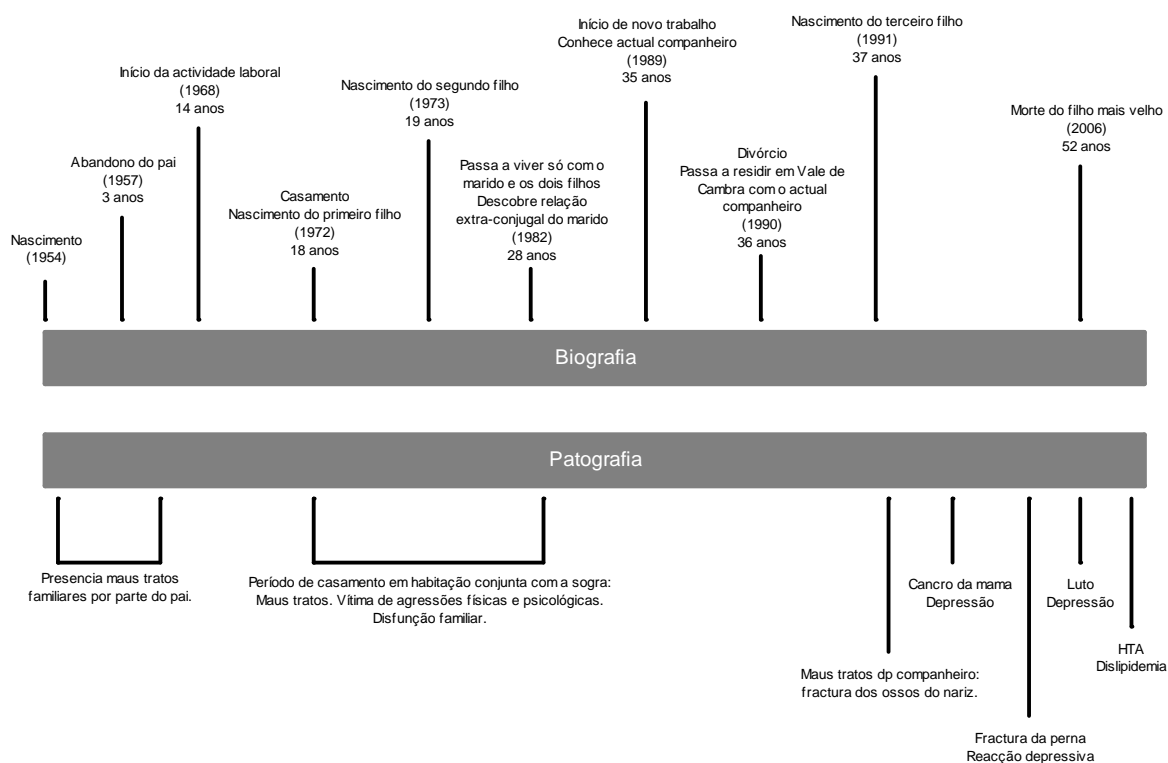 Nascimento
(1954)
Abandono do pai
(1957)
3 anos
Início da actividade laboral
(1968)
14 anos
Casamento
Nascimento do primeiro filho
(1972)
18 anos
Nascimento do segundo filho
(1973)
19 anos
Passa a viver só com o
marido e os dois filhos
Descobre relação
extra-conjugal do marido
(1982)
28 anos
Início de novo trabalho
Conhece actual companheiro
(1989)
35 anos
Divórcio
Passa a residir em Vale de
Cambra com o actual
companheiro
(1990)
36 anos
Nascimento do terceiro filho
(1991)
37 anos
Morte do filho mais velho
(2006)
52 anos
Biografia
Patografia
Presencia maus tratos
familiares por parte do pai.
Período de casamento em habitação conjunta com a sogra:
Maus tratos. Vítima de agressões físicas e psicológicas.
Disfunção familiar.
Maus tratos dp companheiro:
fractura dos ossos do nariz.
Cancro da mama
Depressão
Fractura da perna
Reacção depressiva
Luto
Depressão
HTA
Dislipidemia